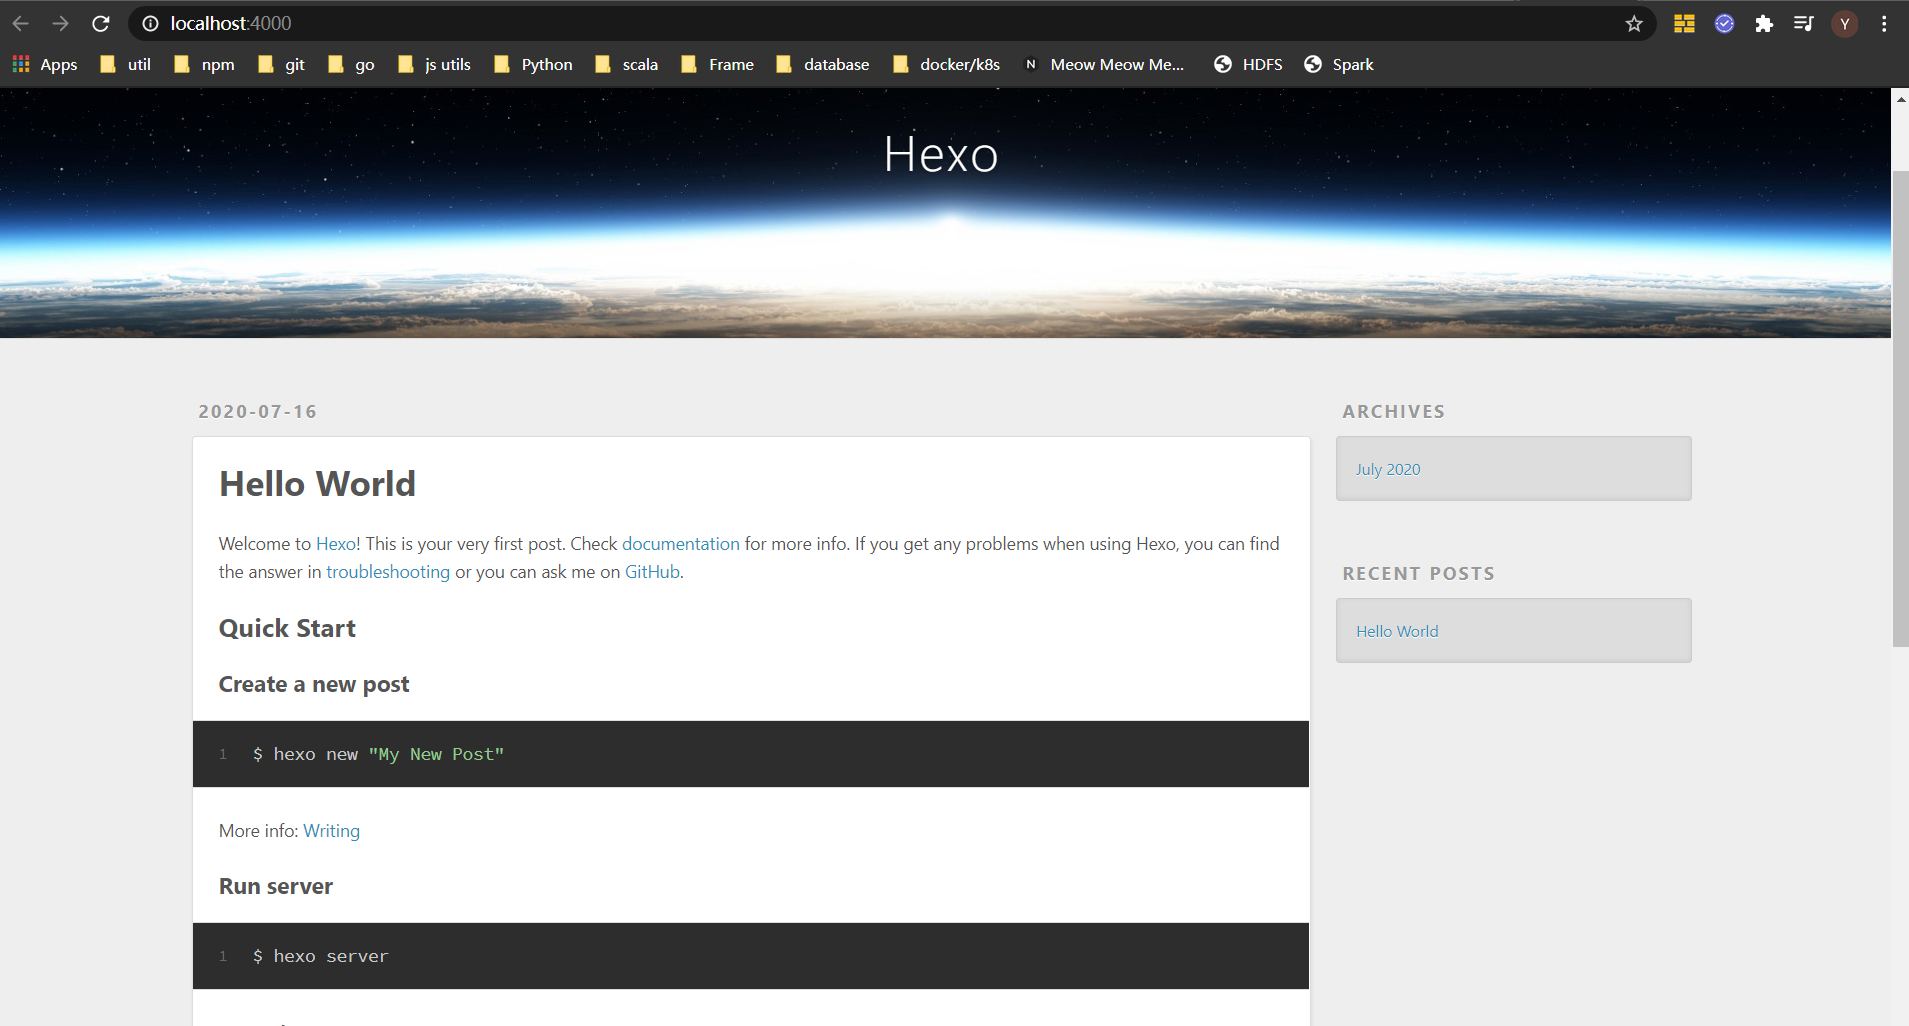 localhost:4000
Y
Apps util npm git go js utils Python scala Frame database docker/k8s N Meow Meow Me... HDFS Spark
Hexo
2020-07-16
Hello World
Welcome to Hexo! This is your very first post. Check documentation for more info. If you get any problems when using Hexo, you can find
the answer in troubleshooting or you can ask me on GitHub.
Quick Start
Create a new post
1 $ hexo new "My New Post"
More info: Writing
Run server
1 $ hexo server
ARCHIVES
July 2020
RECENT POSTS
Hello World